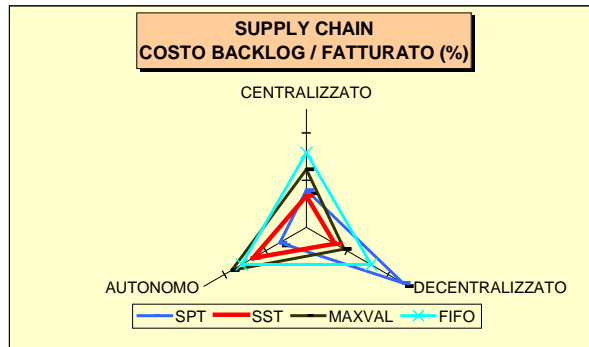 SUPPLY CHAIN
COSTO BACKLOG / FATTURATO (%)
CENTRALIZZATO
AUTONOMO
DECENTRALIZZATO
SPT SST MAXVAL FIFO